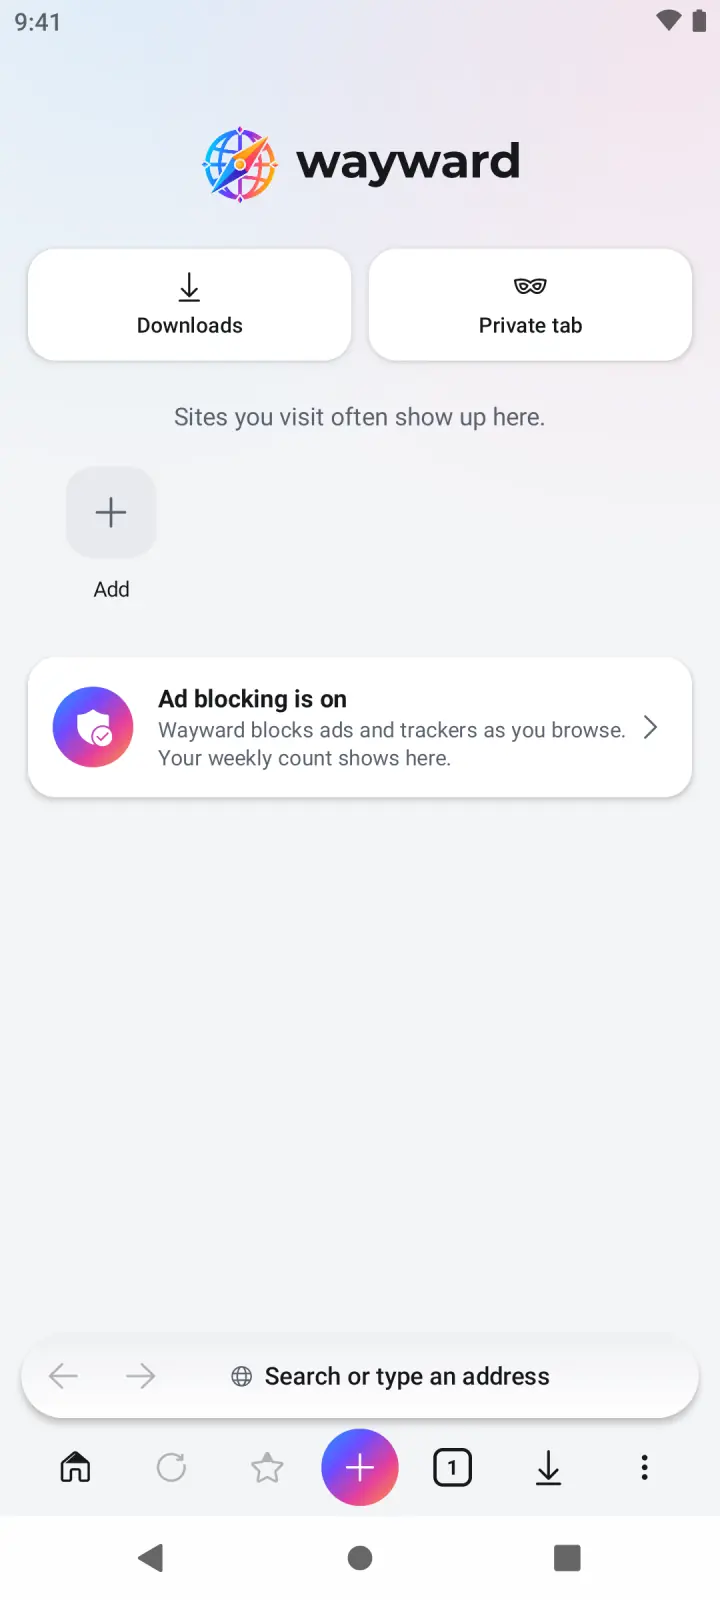 9:41
wayward
Downloads
Private tab
Sites you visit often show up here.
Add
Ad blocking is on
Wayward blocks ads and trackers as you browse.
Your weekly count shows here.
Search or type an address
1